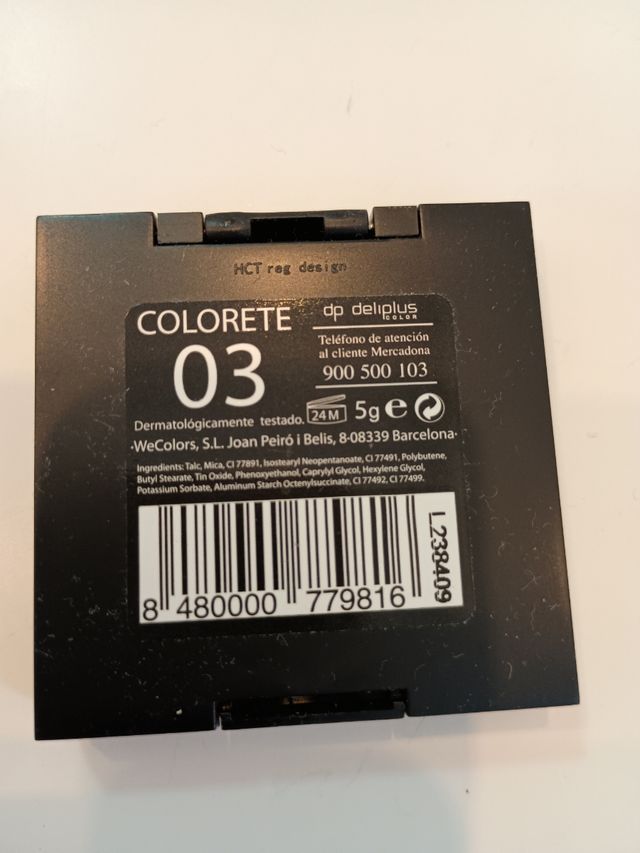 HCT reg design
COLORETE
03
dp deliplus
COLOR
Teléfono de atención
al cliente Mercadona
900 500 103
Dermatológicamente testado. 24M 5g e
·WeColors, S.L. Joan Peiró i Belis, 8-08339 Barcelona·
Ingredients: Talc, Mica, CI 77891, Isostearyl Neopentanoate, CI 77491, Polybutene,
Butyl Stearate, Tin Oxide, Phenoxyethanol, Caprylyl Glycol, Hexylene Glycol,
Potassium Sorbate, Aluminum Starch Octenylsuccinate, CI 77492, CI 77499.
8 480000 779816
L238409